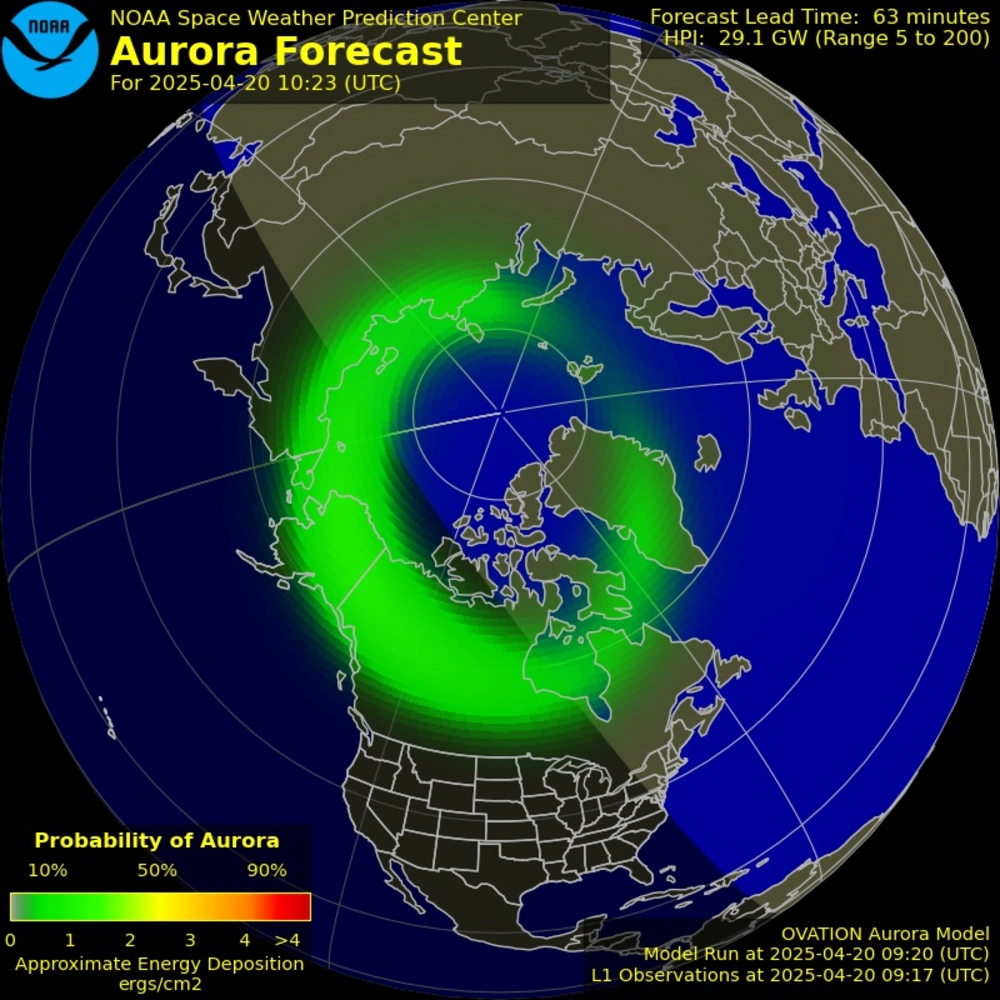 NOAA
NOAA Space Weather Prediction Center
Aurora Forecast
For 2025-04-20 10:23 (UTC)
Forecast Lead Time: 63 minutes
HPI: 29.1 GW (Range 5 to 200)
Probability of Aurora
10% 50% 90%
0 1 2 3 4 >4
Approximate Energy Deposition
ergs/cm2
OVATION Aurora Model
Model Run at 2025-04-20 09:20 (UTC)
L1 Observations at 2025-04-20 09:17 (UTC)